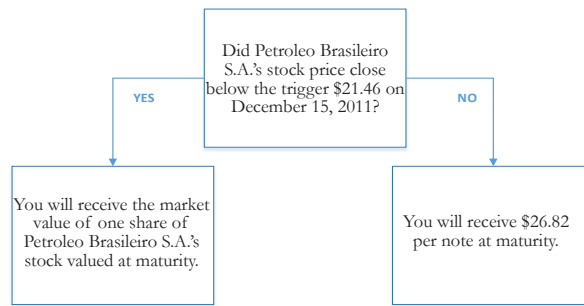 Did Petroleo Brasileiro
S.A.'s stock price close
below the trigger $21.46 on
December 15, 2011?
YES
NO
You will receive the market
value of one share of
Petroleo Brasileiro S.A.'s
stock valued at maturity.
You will receive $26.82
per note at maturity.